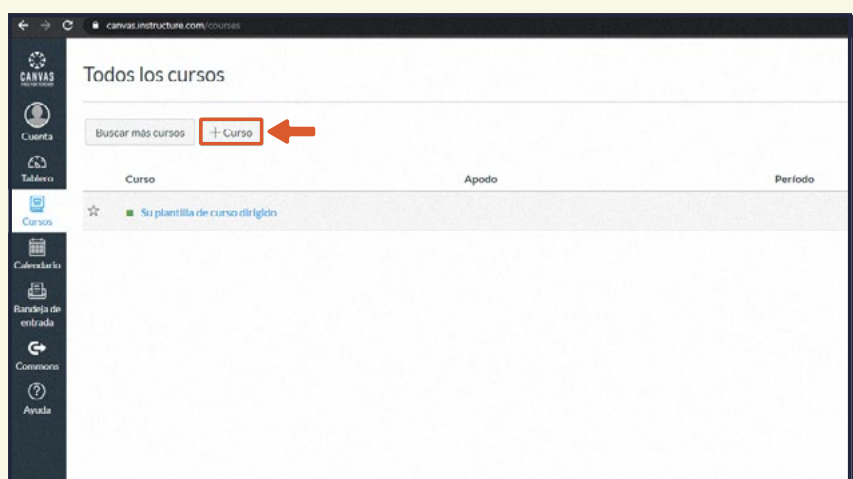 canvas.instructure.com/courses
CANVAS
Todos los cursos
Cuenta
Buscar más cursos
+ Curso
Tablero
Curso
Apodo
Período
Cursos
Su plantilla de curso dirigido
Calendario
Bandeja de
entrada
Commons
Ayuda